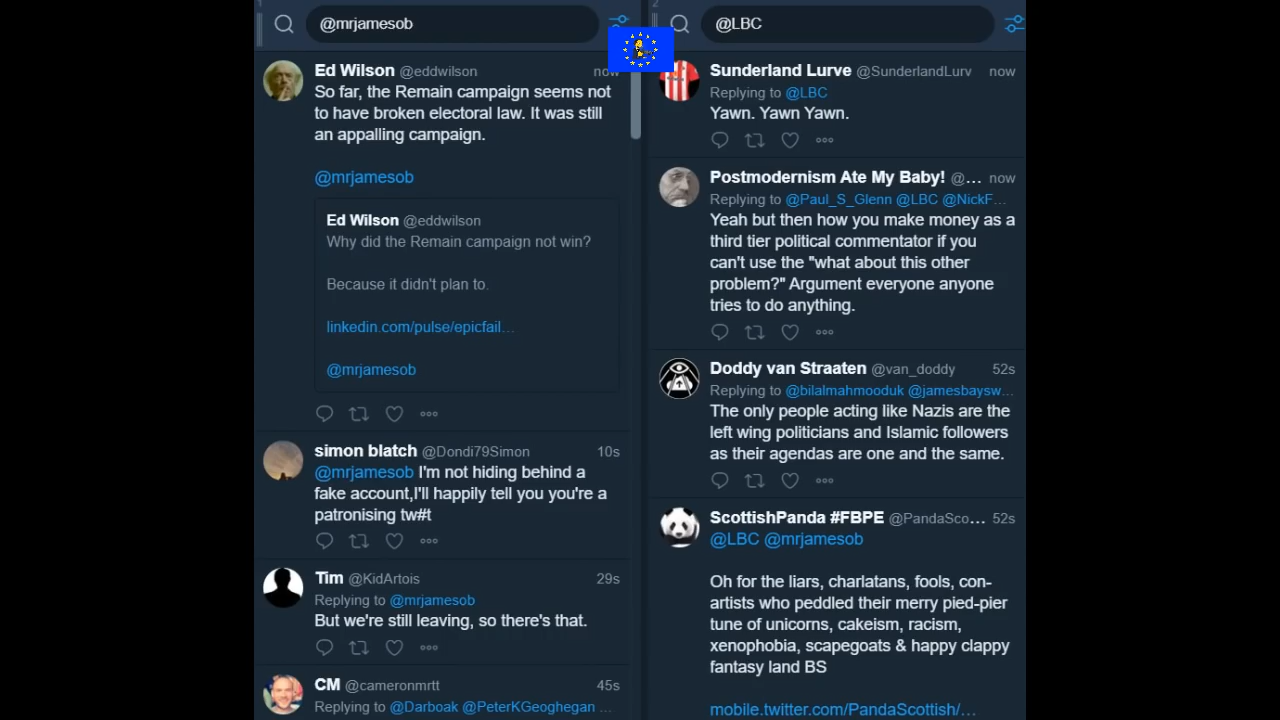 1
@mrjamesob
Ed Wilson @eddwilson now
So far, the Remain campaign seems not
to have broken electoral law. It was still
an appalling campaign.
@mrjamesob
Ed Wilson @eddwilson
Why did the Remain campaign not win?
Because it didn't plan to.
linkedin.com/pulse/epicfail…
@mrjamesob
simon blatch @Dondi79Simon 10s
@mrjamesob I'm not hiding behind a
fake account,I'll happily tell you you're a
patronising tw#t
Tim @KidArtois 29s
Replying to @mrjamesob
But we're still leaving, so there's that.
CM @cameronmrtt 45s
Replying to @Darboak @PeterKGeoghegan …
2
@LBC
Sunderland Lurve @SunderlandLurv now
Replying to @LBC
Yawn. Yawn Yawn.
Postmodernism Ate My Baby! @… now
Replying to @Paul_S_Glenn @LBC @NickF…
Yeah but then how you make money as a
third tier political commentator if you
can't use the "what about this other
problem?" Argument everyone anyone
tries to do anything.
Doddy van Straaten @van_doddy 52s
Replying to @bilalmahmooduk @jamesbaysw…
The only people acting like Nazis are the
left wing politicians and Islamic followers
as their agendas are one and the same.
ScottishPanda #FBPE @PandaSco… 52s
@LBC @mrjamesob
Oh for the liars, charlatans, fools, con-
artists who peddled their merry pied-pier
tune of unicorns, cakeism, racism,
xenophobia, scapegoats & happy clappy
fantasy land BS
mobile.twitter.com/PandaScottish/…